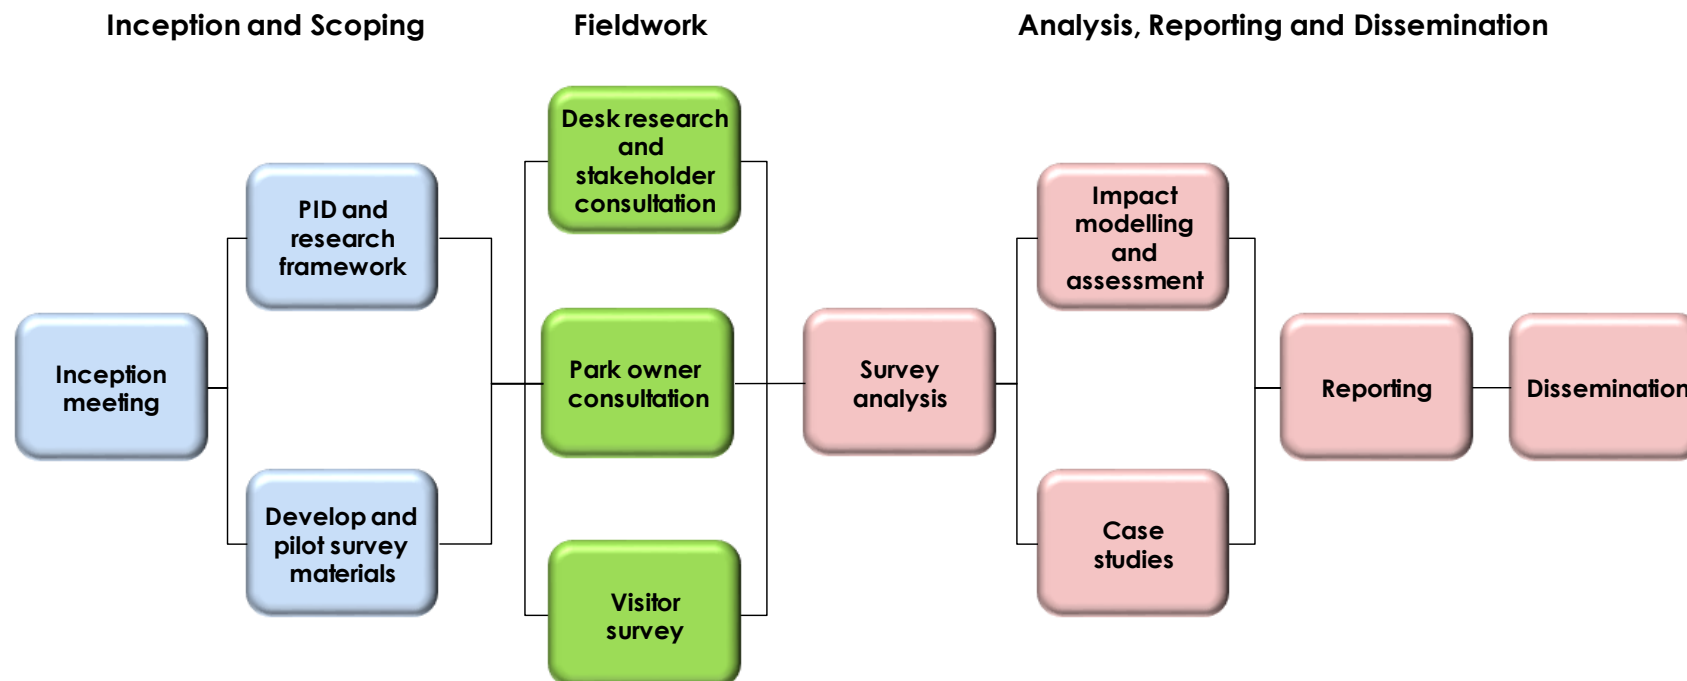 Inception and Scoping
Fieldwork
Analysis, Reporting and Dissemination
Inception
meeting
PID and
research
framework
Develop and
pilot survey
materials
Desk research
and
stakeholder
consultation
Park owner
consultation
Visitor
survey
Survey
analysis
Impact
modelling
and
assessment
Case
studies
Reporting
Dissemination